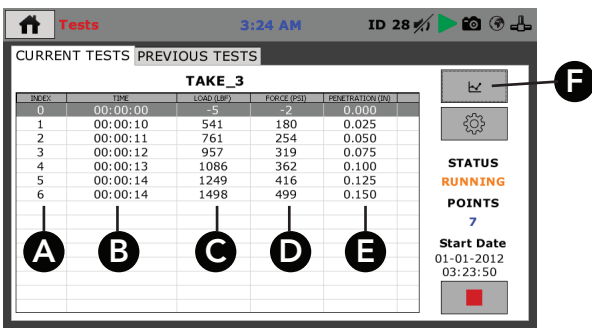 Tests 3:24 AM ID 28
CURRENT TESTS PREVIOUS TESTS
TAKE_3
INDEX TIME LOAD (LBF) FORCE (PSI) PENETRATION (IN)
0 00:00:00 -5 -2 0.000
1 00:00:10 541 180 0.025
2 00:00:11 761 254 0.050
3 00:00:12 957 319 0.075
4 00:00:13 1086 362 0.100
5 00:00:14 1249 416 0.125
6 00:00:14 1498 499 0.150
A B C D E
F
STATUS
RUNNING
POINTS
7
Start Date
01-01-2012
03:23:50